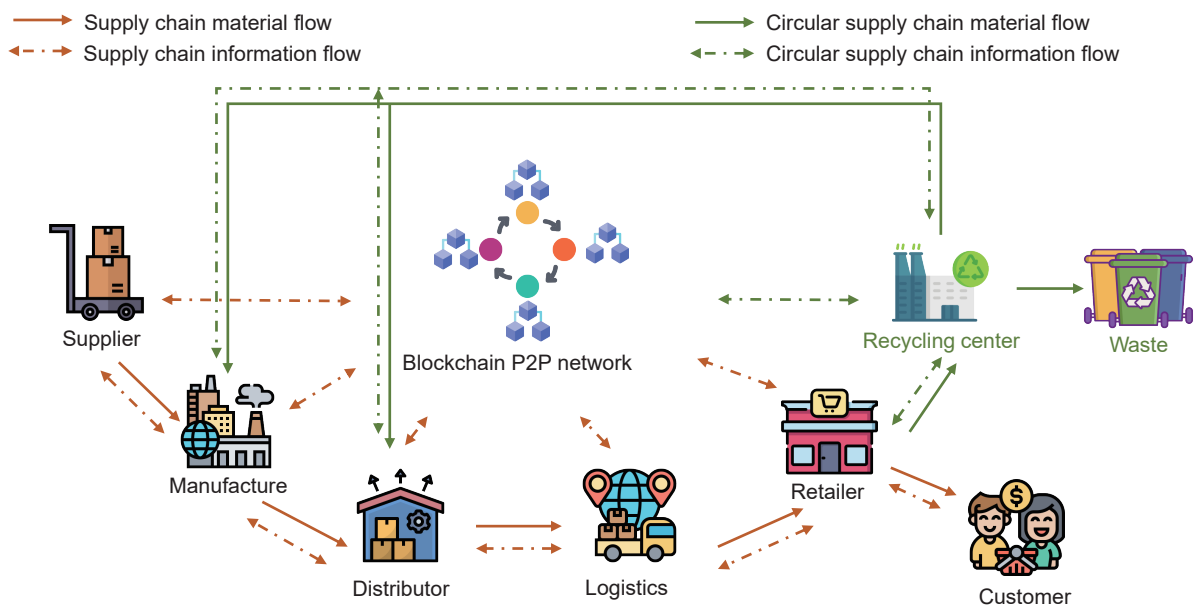 Supply chain material flow
Supply chain information flow
Circular supply chain material flow
Circular supply chain information flow
Supplier
Blockchain P2P network
Recycling center
Waste
Manufacture
Retailer
Distributor
Logistics
$
Customer